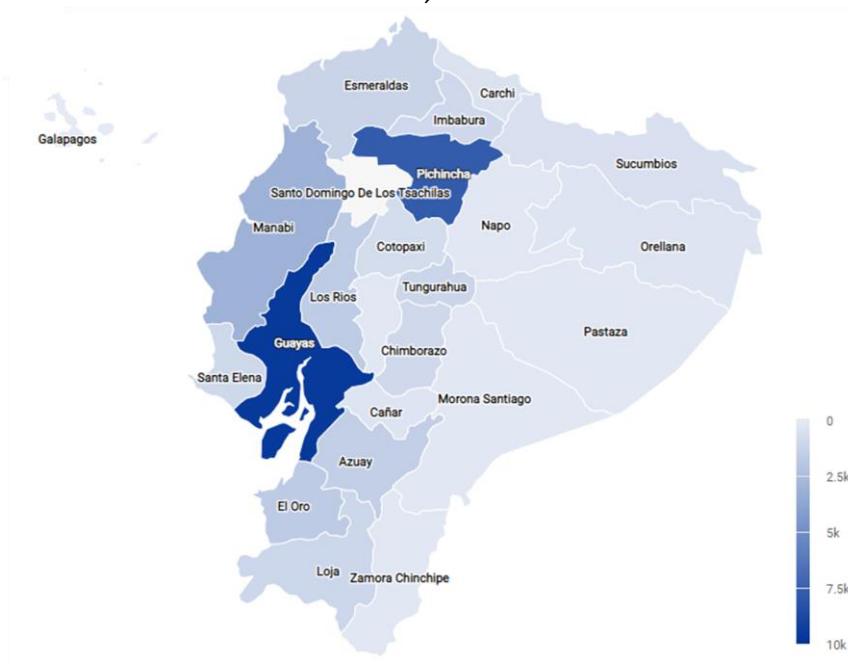 Esmeraldas
Carchi
Imbabura
Galapagos
Sucumbios
Pichincha
Santo Domingo De Los Tsachilas
Manabi
Napo
Cotopaxi
Orellana
Tungurahua
Los Rios
Pastaza
Guayas
Chimborazo
Santa Elena
Morona Santiago
Cañar
Azuay
El Oro
Loja
Zamora Chinchipe
0
2.5k
5k
7.5k
10k